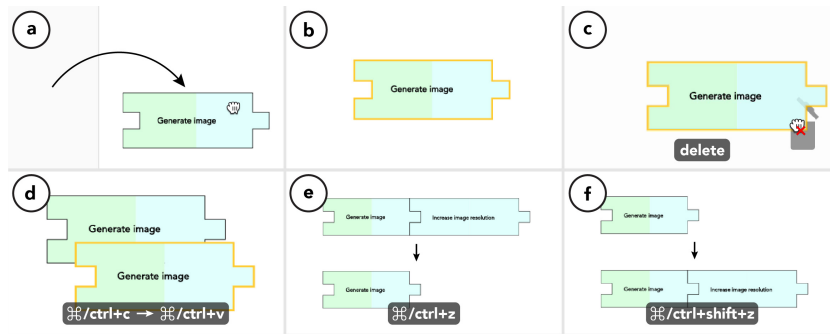 a
Generate image
b
Generate image
c
Generate image
delete
d
Generate image
Generate image
⌘/ctrl+c → ⌘/ctrl+v
e
Generate image Increase image resolution
Generate image
⌘/ctrl+z
f
Generate image
Generate image Increase image resolution
⌘/ctrl+shift+z